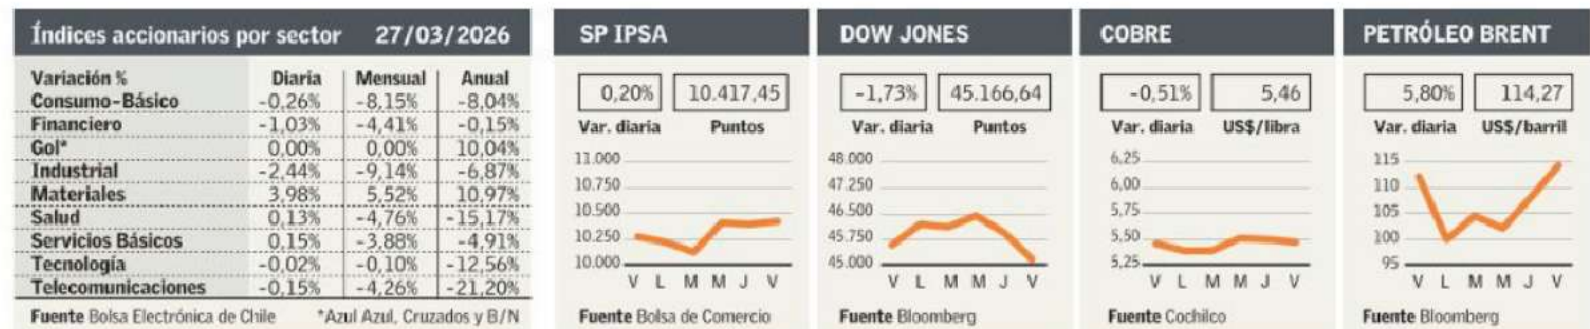 Índices accionarios por sector 27/03/2026
Variación % Diaria Mensual Anual
Consumo-Básico -0,26% -8,15% -8,04%
Financiero -1,03% -4,41% -0,15%
Gol* 0,00% 0,00% 10,04%
Industrial -2,44% -9,14% -6,87%
Materiales 3,98% 5,52% 10,97%
Salud 0,13% -4,76% -15,17%
Servicios Básicos 0,15% -3,88% -4,91%
Tecnología -0,02% -0,10% -12,56%
Telecomunicaciones -0,15% -4,26% -21,20%
Fuente Bolsa Electrónica de Chile *Azul Azul, Cruzados y B/N
SP IPSA
0,20% 10.417,45
Var. diaria Puntos
11.000
10.750
10.500
10.250
10.000
V L M M J V
Fuente Bolsa de Comercio
DOW JONES
-1,73% 45.166,64
Var. diaria Puntos
48.000
47.250
46.500
45.750
45.000
V L M M J V
Fuente Bloomberg
COBRE
-0,51% 5,46
Var. diaria US$/libra
6,25
6,00
5,75
5,50
5,25
V L M M J V
Fuente Cochilco
PETRÓLEO BRENT
5,80% 114,27
Var. diaria US$/barril
115
110
105
100
95
V L M M J V
Fuente Bloomberg